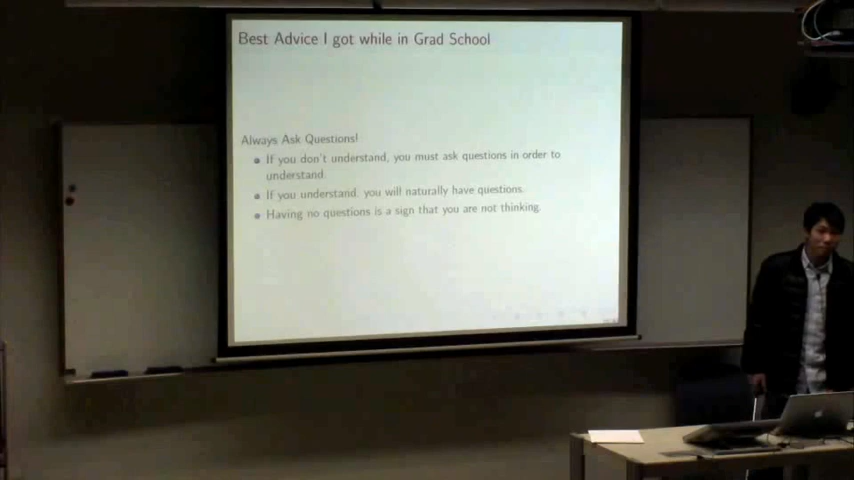 Best Advice I got while in Grad School
Always Ask Questions!
If you don't understand, you must ask questions in order to
understand.
If you understand, you will naturally have questions.
Having no questions is a sign that you are not thinking.